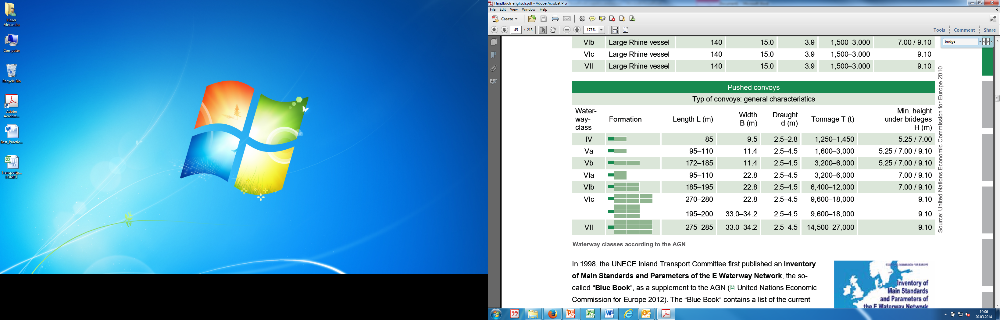 Haller
Alexandra
Computer
Recycle Bin
Adobe
Acrobat...
Best_Practic...
Transportp...
LOME3
Handbuch_englisch.pdf - Adobe Acrobat Pro
File Edit View Window Help
Create
45 / 218 177%
Tools Comment Share
bridge
VIb Large Rhine vessel 140 15.0 3.9 1,500–3,000 7.00 / 9.10
VIc Large Rhine vessel 140 15.0 3.9 1,500–3,000 9.10
VII Large Rhine vessel 140 15.0 3.9 1,500–3,000 9.10
Pushed convoys
Typ of convoys: general characteristics
Water-
way-
class
Formation
Length L (m)
Width
B (m)
Draught
d (m)
Tonnage T (t)
Min. height
under brideges
H (m)
IV 85 9.5 2.5–2.8 1,250–1,450 5.25 / 7.00
Va 95–110 11.4 2.5–4.5 1,600–3,000 5.25 / 7.00 / 9.10
Vb 172–185 11.4 2.5–4.5 3,200–6,000 5.25 / 7.00 / 9.10
VIa 95–110 22.8 2.5–4.5 3,200–6,000 7.00 / 9.10
VIb 185–195 22.8 2.5–4.5 6,400–12,000 7.00 / 9.10
VIc 270–280 22.8 2.5–4.5 9,600–18,000 9.10
195–200 33.0–34.2 2.5–4.5 9,600–18,000 9.10
VII 275–285 33.0–34.2 2.5–4.5 14,500–27,000 9.10
Source: United Nations Economic Commission for Europe 2010
Waterway classes according to the AGN
In 1998, the UNECE Inland Transport Committee first published an Inventory
of Main Standards and Parameters of the E Waterway Network, the so-
called “Blue Book”, as a supplement to the AGN ( United Nations Economic
Commission for Europe 2012). The “Blue Book” contains a list of the current
ECONOMIC COMMISSION FOR EUROPE
Inventory of
Main Standards
and Parameters of
the E Waterway Network
10:06
20.03.2014